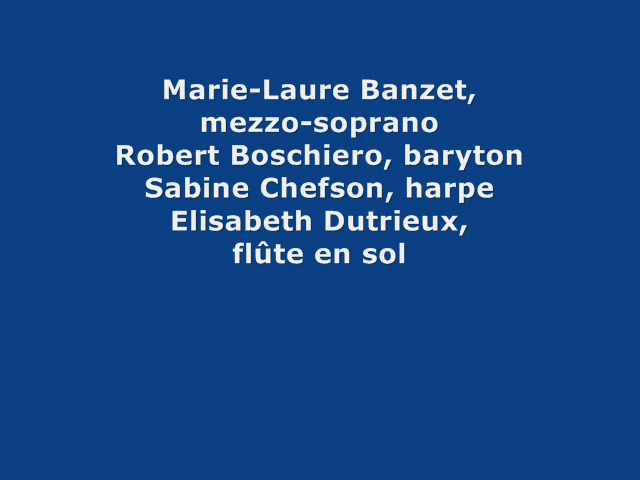 Marie-Laure Banzet,
mezzo-soprano
Robert Boschiero, baryton
Sabine Chefson, harpe
Elisabeth Dutrieux,
flûte en sol